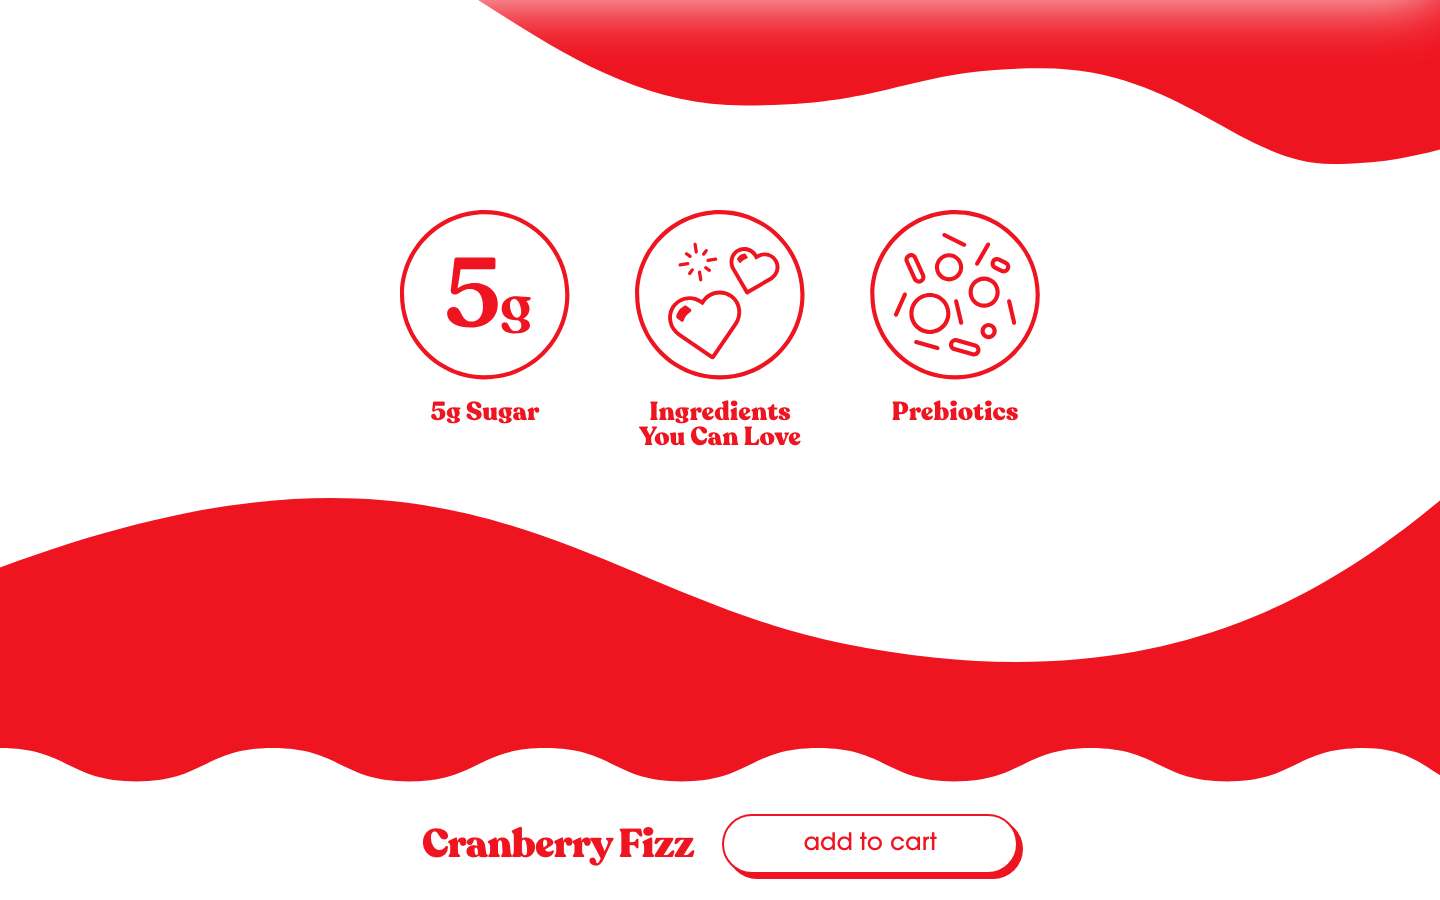 5g
5g Sugar
Ingredients
You Can Love
Prebiotics
Cranberry Fizz
add to cart